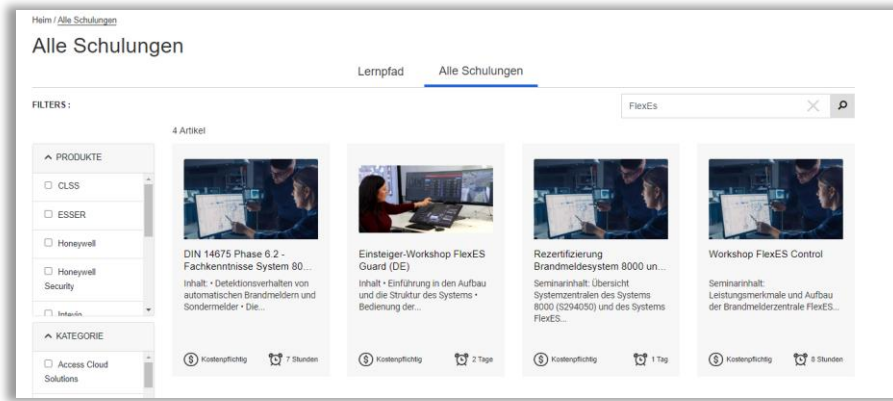 Heim / Alle Schulungen
Alle Schulungen
Lernpfad
Alle Schulungen
FILTERS :
FlexEs
4 Artikel
PRODUKTE
CLSS
ESSER
Honeywell
Honeywell
Security
KATEGORIE
Access Cloud
Solutions
DIN 14675 Phase 6.2 -
Fachkenntnisse System 80...
Inhalt: • Detektionsverhalten von
automatischen Brandmeldern und
Sondermelder • Die...
Kostenpflichtig
7 Stunden
Einsteiger-Workshop FlexES
Guard (DE)
Inhalt • Einführung in den Aufbau
und die Struktur des Systems •
Bedienung der...
Kostenpflichtig
2 Tage
Rezertifizierung
Brandmeldesystem 8000 un...
Seminarinhalt: Übersicht
Systemzentralen des Systems
8000 (S294050) und des Systems
FlexES...
Kostenpflichtig
1 Tag
Workshop FlexES Control
Seminarinhalt:
Leistungsmerkmale und Aufbau
der Brandmelderzentrale FlexES...
Kostenpflichtig
8 Stunden